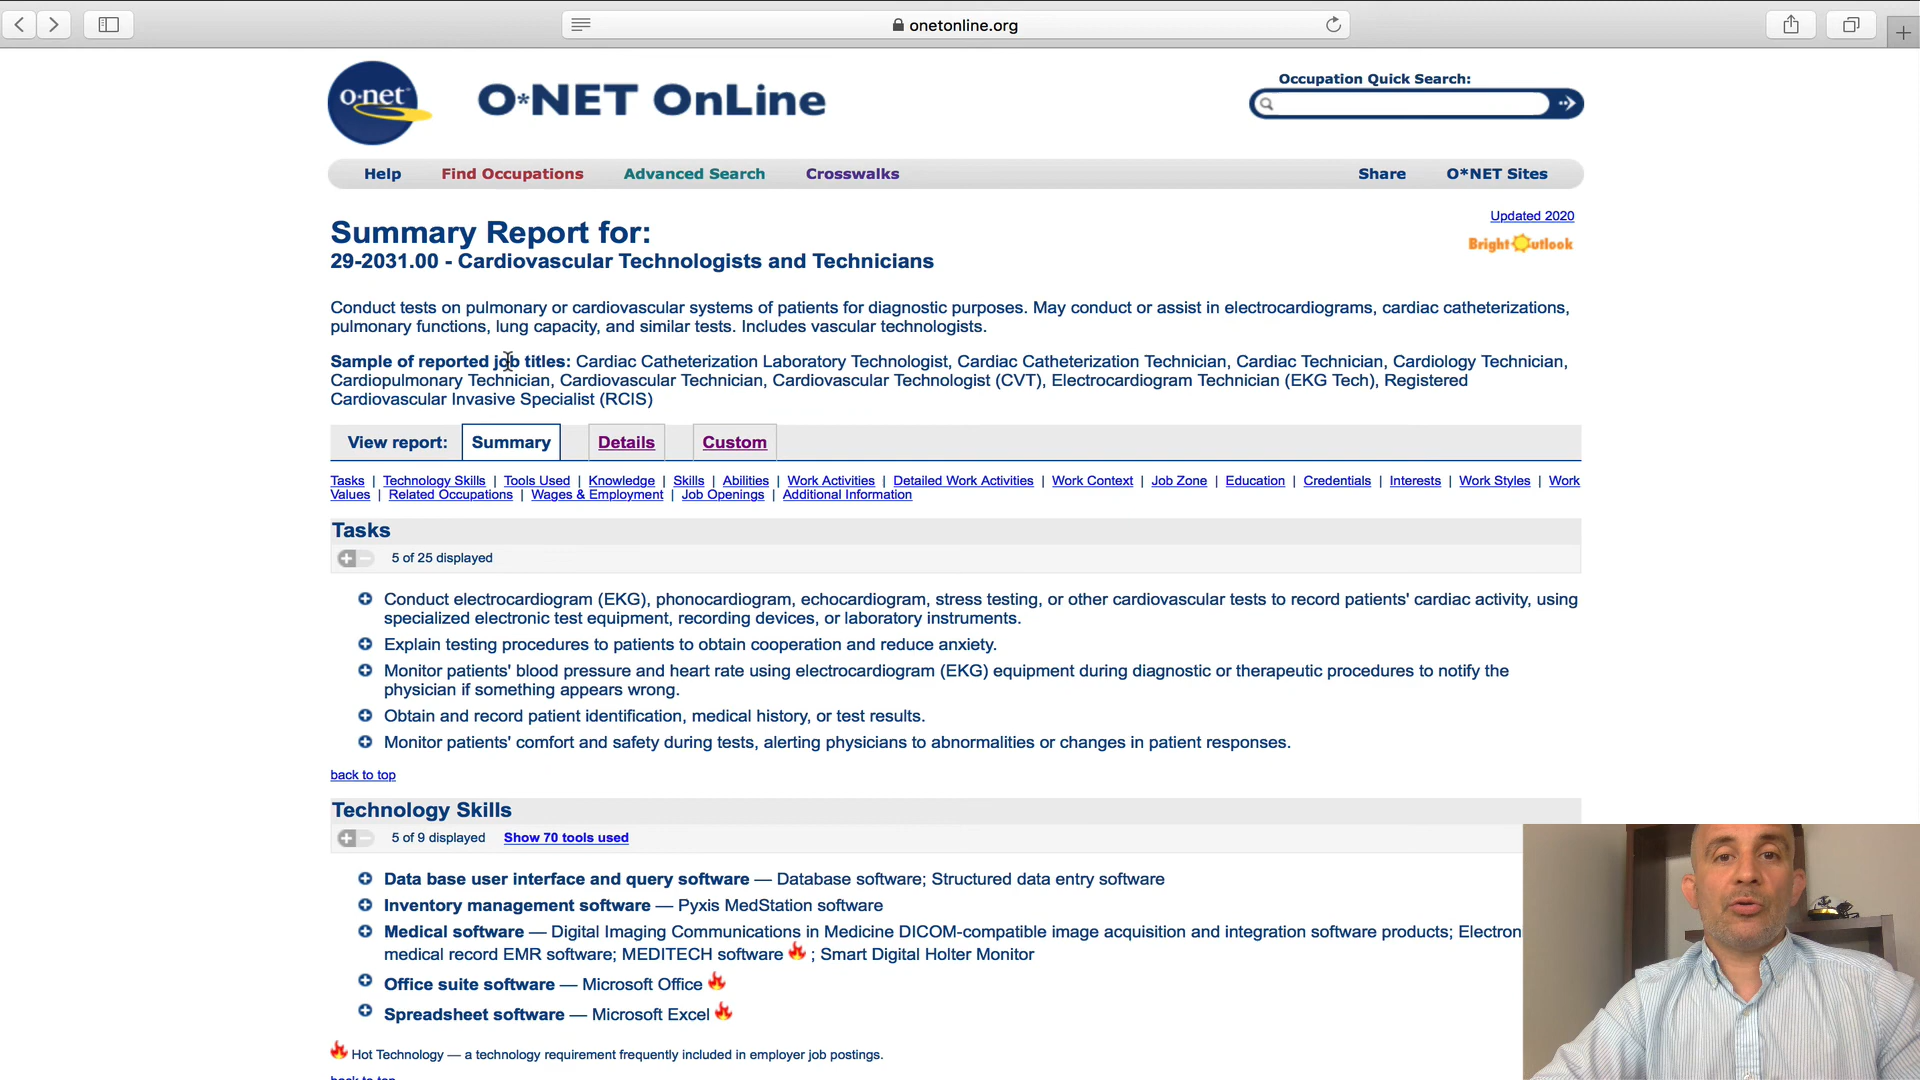 onetonline.org
o·net
O*NET OnLine
Occupation Quick Search:
Help Find Occupations Advanced Search Crosswalks Share O*NET Sites
Updated 2020
Bright Outlook
Summary Report for:
29-2031.00 - Cardiovascular Technologists and Technicians
Conduct tests on pulmonary or cardiovascular systems of patients for diagnostic purposes. May conduct or assist in electrocardiograms, cardiac catheterizations,
pulmonary functions, lung capacity, and similar tests. Includes vascular technologists.
Sample of reported job titles: Cardiac Catheterization Laboratory Technologist, Cardiac Catheterization Technician, Cardiac Technician, Cardiology Technician,
Cardiopulmonary Technician, Cardiovascular Technician, Cardiovascular Technologist (CVT), Electrocardiogram Technician (EKG Tech), Registered
Cardiovascular Invasive Specialist (RCIS)
View report: Summary Details Custom
Tasks | Technology Skills | Tools Used | Knowledge | Skills | Abilities | Work Activities | Detailed Work Activities | Work Context | Job Zone | Education | Credentials | Interests | Work Styles | Work
Values | Related Occupations | Wages & Employment | Job Openings | Additional Information
Tasks
5 of 25 displayed
Conduct electrocardiogram (EKG), phonocardiogram, echocardiogram, stress testing, or other cardiovascular tests to record patients' cardiac activity, using
specialized electronic test equipment, recording devices, or laboratory instruments.
Explain testing procedures to patients to obtain cooperation and reduce anxiety.
Monitor patients' blood pressure and heart rate using electrocardiogram (EKG) equipment during diagnostic or therapeutic procedures to notify the
physician if something appears wrong.
Obtain and record patient identification, medical history, or test results.
Monitor patients' comfort and safety during tests, alerting physicians to abnormalities or changes in patient responses.
back to top
Technology Skills
5 of 9 displayed Show 70 tools used
Data base user interface and query software — Database software; Structured data entry software
Inventory management software — Pyxis MedStation software
Medical software — Digital Imaging Communications in Medicine DICOM-compatible image acquisition and integration software products; Electron
medical record EMR software; MEDITECH software ; Smart Digital Holter Monitor
Office suite software — Microsoft Office
Spreadsheet software — Microsoft Excel
Hot Technology — a technology requirement frequently included in employer job postings.
back to top